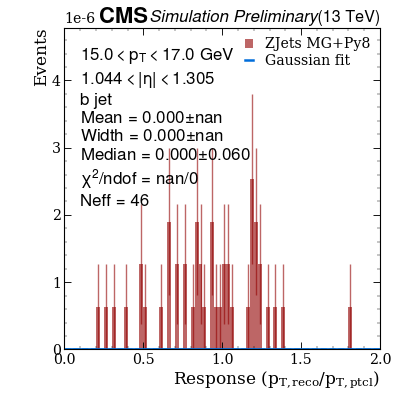 1e-6 CMS Simulation Preliminary (13 TeV)
Events
ZJets MG+Py8
Gaussian fit
15.0 < p_T < 17.0 GeV
1.044 < |η| < 1.305
b jet
Mean = 0.000±nan
Width = 0.000±nan
Median = 0.000±0.060
χ²/ndof = nan/0
Neff = 46
4
3
2
1
0
0.0 0.5 1.0 1.5 2.0
Response (p_T,reco/p_T,ptcl)